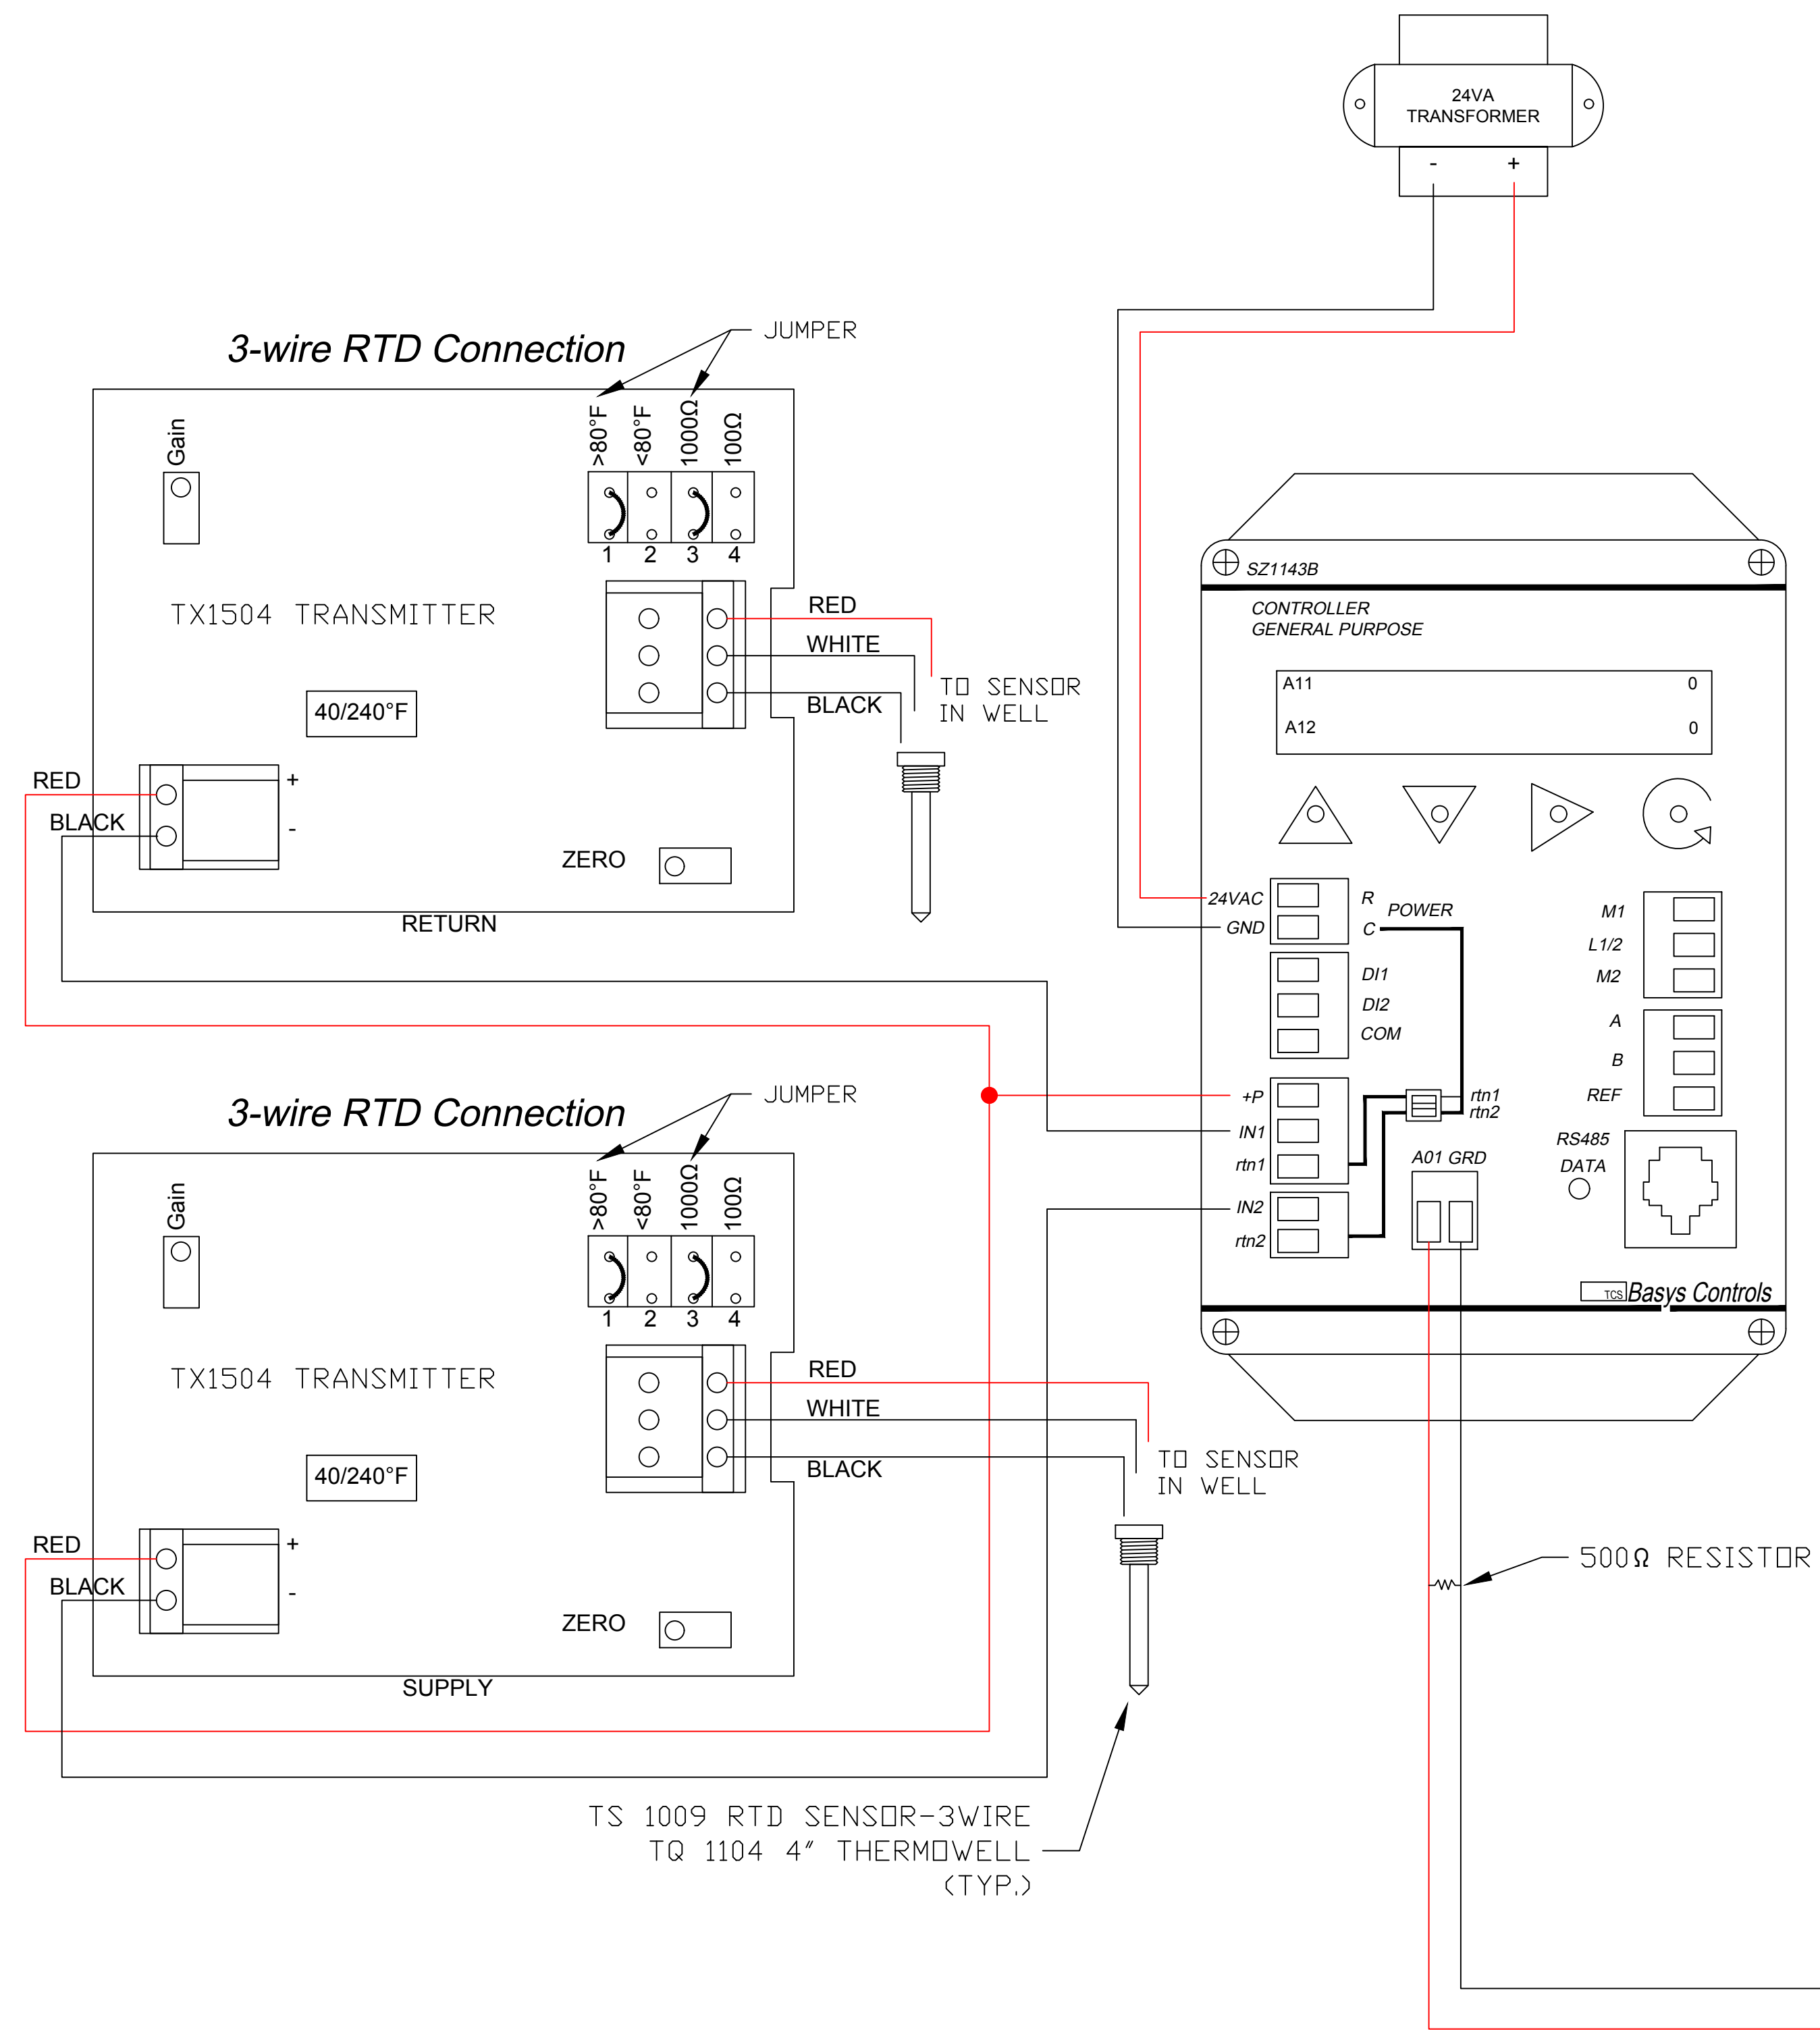 24VA
TRANSFORMER
- +
3-wire RTD Connection
JUMPER
Gain
>80°F
<80°F
1000Ω
100Ω
1 2 3 4
TX1504 TRANSMITTER
RED
WHITE
BLACK
TO SENSOR
IN WELL
40/240°F
RED
+
BLACK
-
ZERO
RETURN
3-wire RTD Connection
JUMPER
Gain
>80°F
<80°F
1000Ω
100Ω
1 2 3 4
TX1504 TRANSMITTER
RED
WHITE
BLACK
TO SENSOR
IN WELL
40/240°F
RED
+
BLACK
-
ZERO
SUPPLY
TS 1009 RTD SENSOR-3WIRE
TQ 1104 4" THERMOWELL
(TYP.)
SZ1143B
CONTROLLER
GENERAL PURPOSE
A11 0
A12 0
24VAC R
POWER
GND C
DI1
DI2
COM
M1
L1/2
M2
A
B
REF
+P
IN1
rtn1
IN2
rtn2
rtn1
rtn2
A01 GRD
RS485
DATA
TCS Basys Controls
500Ω RESISTOR